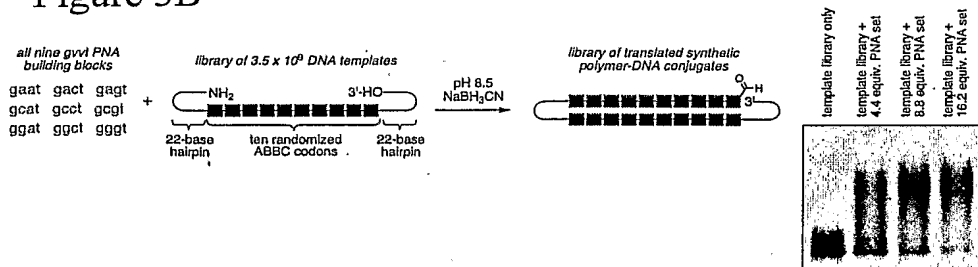 Figure 3B
all nine gvvt PNA
building blocks
gaat gact gagt
gcat gcct gcgt
ggat ggct gggt
+
library of 3.5 x 10⁹ DNA templates
NH₂
3'-HO
22-base
hairpin
ten randomized
ABBC codons
22-base
hairpin
pH 8.5
NaBH₃CN
library of translated synthetic
polymer-DNA conjugates
O
H
3'
template library only
template library +
4.4 equiv. PNA set
template library +
8.8 equiv. PNA set
template library +
16.2 equiv. PNA set